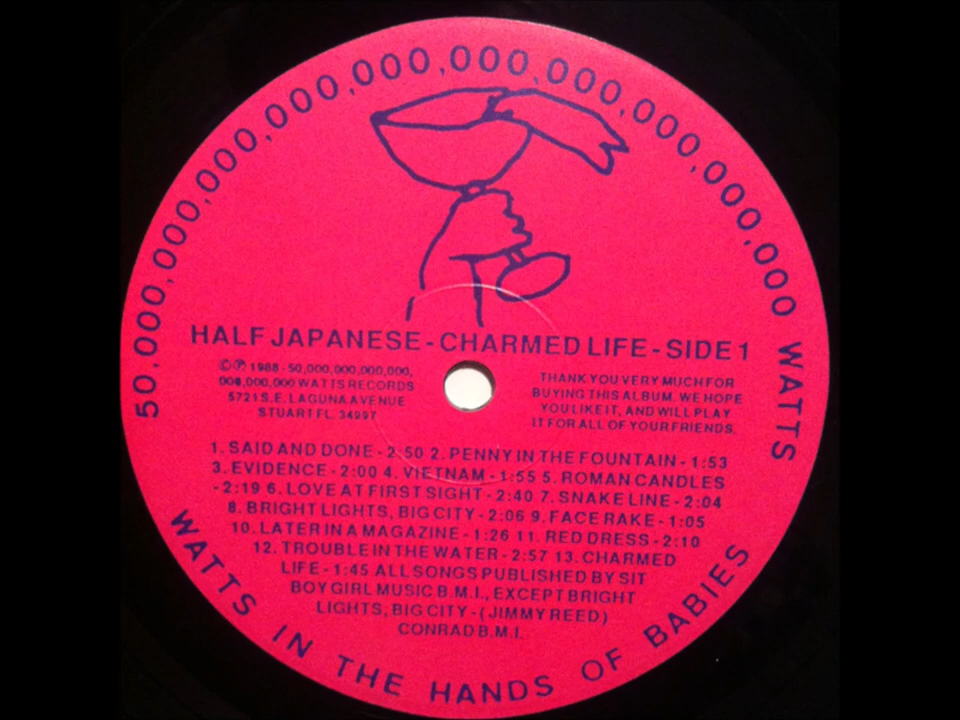 50,000,000,000,000,000,000,000,000,000,000 WATTS
HALF JAPANESE - CHARMED LIFE - SIDE 1
©℗ 1988 - 50,000,000,000,000,
000,000,000 WATTS RECORDS
5721 S.E. LAGUNA AVENUE
STUART FL. 34997
THANK YOU VERY MUCH FOR
BUYING THIS ALBUM. WE HOPE
YOU LIKE IT, AND WILL PLAY
IT FOR ALL OF YOUR FRIENDS.
1. SAID AND DONE - 2:50 2. PENNY IN THE FOUNTAIN - 1:53
3. EVIDENCE - 2:00 4. VIETNAM - 1:55 5. ROMAN CANDLES
- 2:19 6. LOVE AT FIRST SIGHT - 2:40 7. SNAKE LINE - 2:04
8. BRIGHT LIGHTS, BIG CITY - 2:06 9. FACE RAKE - 1:05
10. LATER IN A MAGAZINE - 1:26 11. RED DRESS - 2:10
12. TROUBLE IN THE WATER - 2:57 13. CHARMED
LIFE - 1:45 ALL SONGS PUBLISHED BY SIT
BOY GIRL MUSIC B.M.I., EXCEPT BRIGHT
LIGHTS, BIG CITY - (JIMMY REED)
CONRAD B.M.I.
WATTS IN THE HANDS OF BABIES